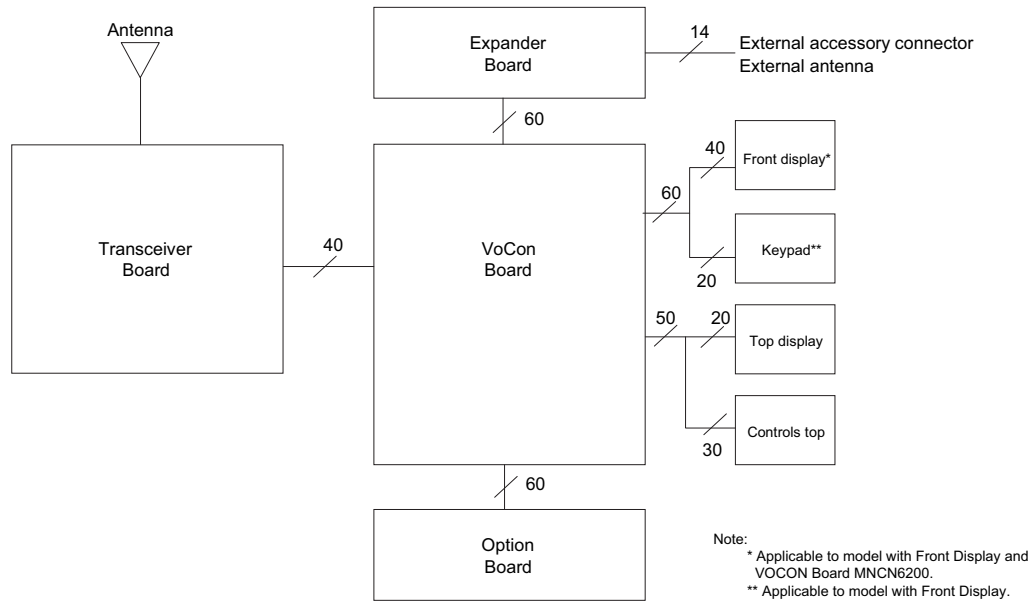 Antenna
Expander
Board
14
External accessory connector
External antenna
60
Transceiver
Board
40
VoCon
Board
60
40
Front display*
20
Keypad**
50
20
Top display
30
Controls top
60
Option
Board
Note:
* Applicable to model with Front Display and
VOCON Board MNCN6200.
** Applicable to model with Front Display.